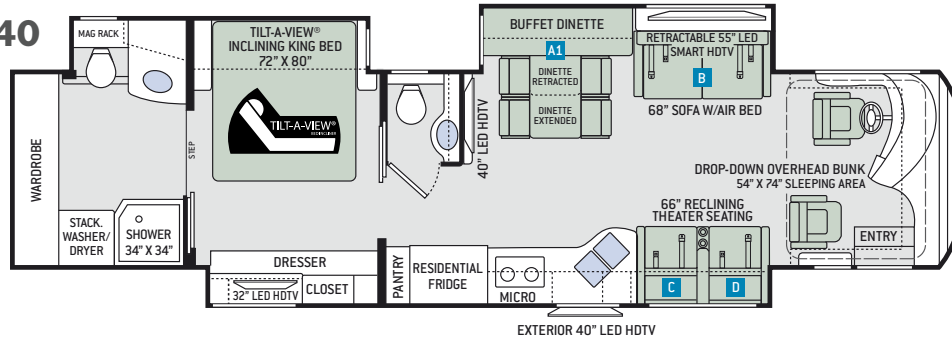 40
MAG RACK
TILT-A-VIEW®
INCLINING KING BED
72" X 80"
TILT-A-VIEW®
BUFFET DINETTE
A1
DINETTE
RETRACTED
DINETTE
EXTENDED
RETRACTABLE 55" LED
SMART HDTV
B
68" SOFA W/AIR BED
40" LED HDTV
WARDROBE
STEP
STACK.
WASHER/
DRYER
SHOWER
34" X 34"
DROP-DOWN OVERHEAD BUNK
54" X 74" SLEEPING AREA
66" RECLINING
THEATER SEATING
ENTRY
DRESSER
32" LED HDTV
CLOSET
PANTRY
RESIDENTIAL
FRIDGE
MICRO
C
D
EXTERIOR 40" LED HDTV